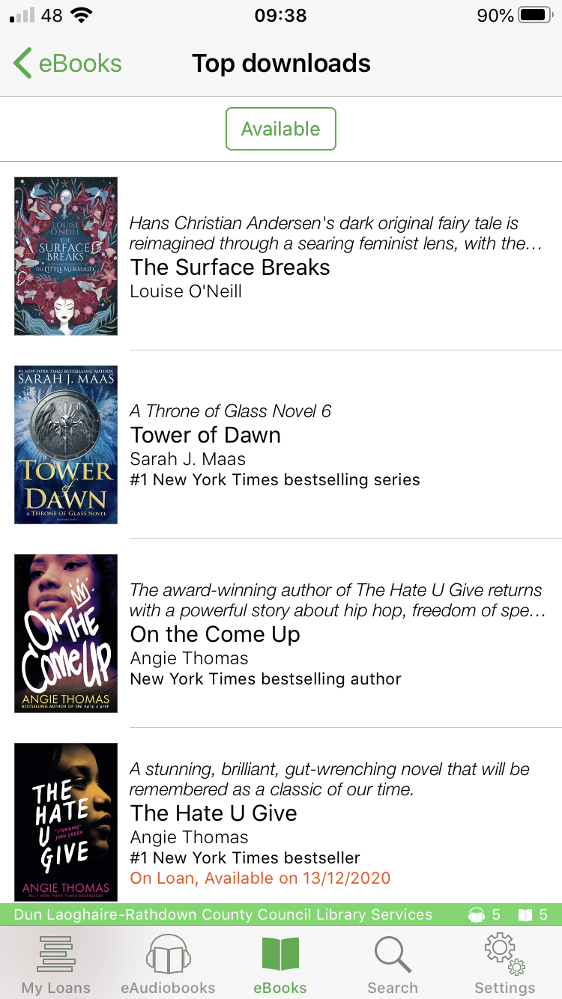 48
09:38
90%
eBooks
Top downloads
Available
LOUISE
O'NEILL
THE
SURFACE
BREAKS
A REIMAGINING OF
THE LITTLE MERMAID
Hans Christian Andersen's dark original fairy tale is
reimagined through a searing feminist lens, with the...
The Surface Breaks
Louise O'Neill
#1 NEW YORK TIMES BESTSELLING AUTHOR
SARAH J. MAAS
TOWER
of
DAWN
A THRONE OF GLASS NOVEL
A Throne of Glass Novel 6
Tower of Dawn
Sarah J. Maas
#1 New York Times bestselling series
ON THE
COME UP
ANGIE THOMAS
BESTSELLING AUTHOR OF THE HATE U GIVE
The award-winning author of The Hate U Give returns
with a powerful story about hip hop, freedom of spe...
On the Come Up
Angie Thomas
New York Times bestselling author
THE
HATE
U
GIVE
"STUNNING"
JOHN GREEN
ANGIE THOMAS
NO. 1 NEW YORK TIMES BESTSELLER
A stunning, brilliant, gut-wrenching novel that will be
remembered as a classic of our time.
The Hate U Give
Angie Thomas
#1 New York Times bestseller
On Loan, Available on 13/12/2020
Dun Laoghaire-Rathdown County Council Library Services
5
5
My Loans
eAudiobooks
eBooks
Search
Settings